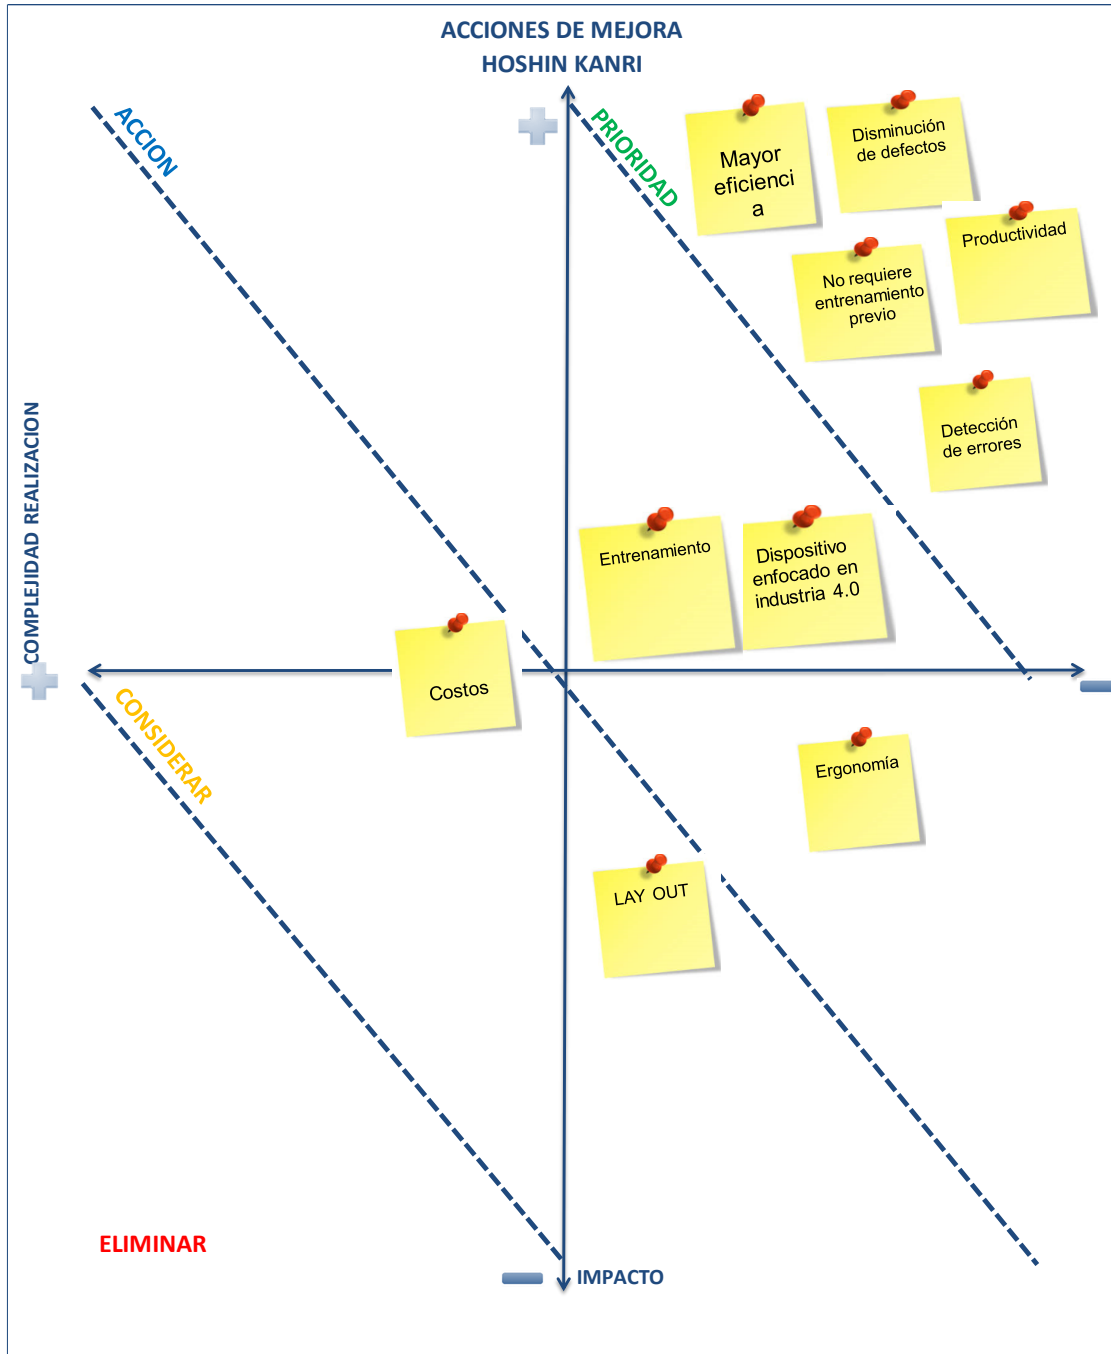 ACCIONES DE MEJORA
HOSHIN KANRI
ACCION
PRIORIDAD
Mayor
eficienci
a
Disminución
de defectos
Productividad
No requiere
entrenamiento
previo
Detección
de errores
COMPLEJIDAD REALIZACION
Entrenamiento
Dispositivo
enfocado en
industria 4.0
Costos
CONSIDERAR
Ergonomía
LAY OUT
ELIMINAR
IMPACTO